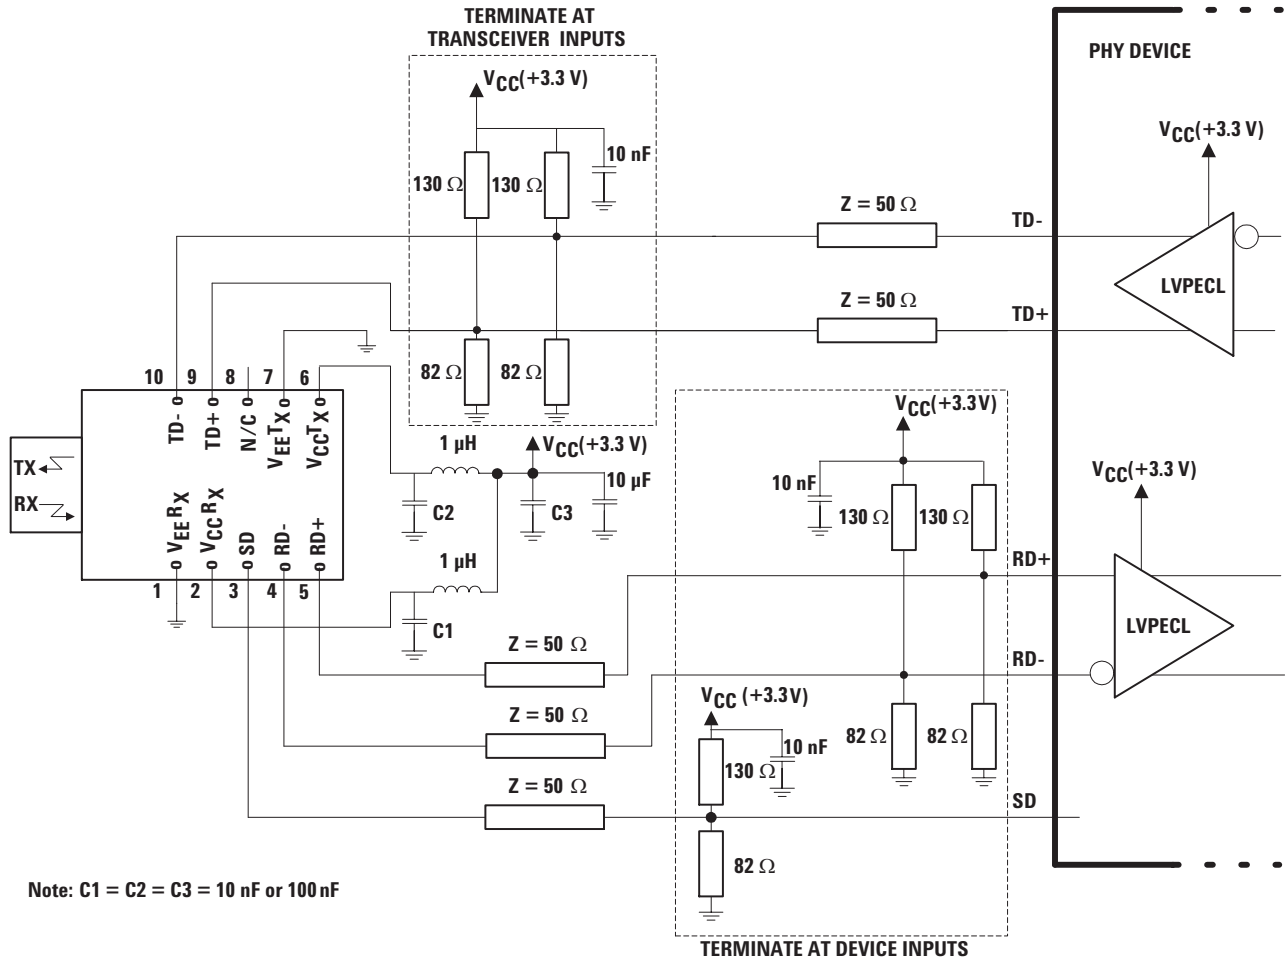 TERMINATE AT
TRANSCEIVER INPUTS
PHY DEVICE
VCC(+3.3 V)
VCC(+3.3 V)
10 nF
130 Ω
130 Ω
Z = 50 Ω
TD-
LVPECL
Z = 50 Ω
TD+
82 Ω
82 Ω
10
9
8
7
6
TD-
TD+
N/C
VEETX
VCCTX
TX
RX
VEERX
VCCRX
SD
RD-
RD+
1
2
3
4
5
1 µH
VCC(+3.3 V)
10 µF
C2
C3
1 µH
C1
VCC(+3.3V)
10 nF
130 Ω
130 Ω
VCC(+3.3 V)
RD+
LVPECL
Z = 50 Ω
RD-
Z = 50 Ω
VCC (+3.3V)
10 nF
82 Ω
82 Ω
130 Ω
Z = 50 Ω
SD
82 Ω
Note: C1 = C2 = C3 = 10 nF or 100 nF
TERMINATE AT DEVICE INPUTS